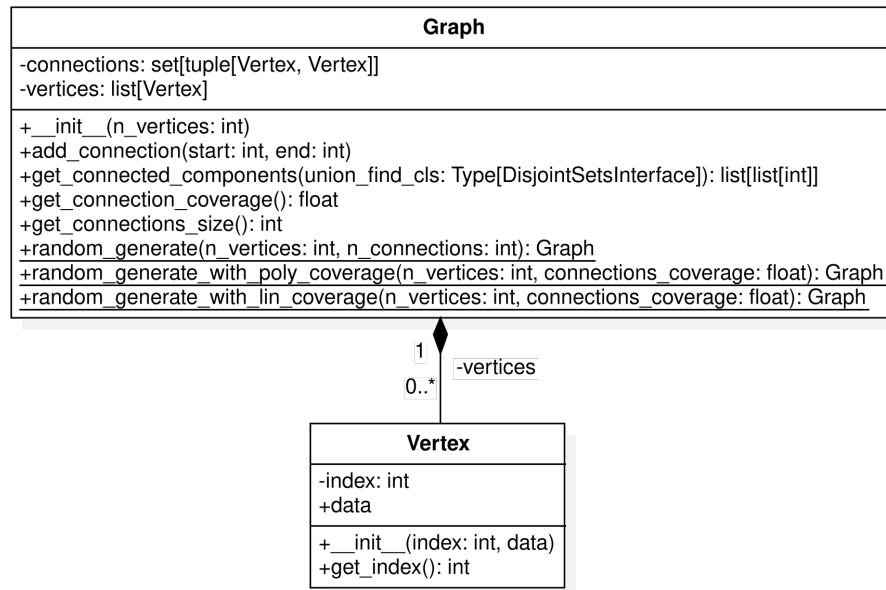 Graph
-connections: set[tuple[Vertex, Vertex]]
-vertices: list[Vertex]
+__init__(n_vertices: int)
+add_connection(start: int, end: int)
+get_connected_components(union_find_cls: Type[DisjointSetsInterface]): list[list[int]]
+get_connection_coverage(): float
+get_connections_size(): int
+random_generate(n_vertices: int, n_connections: int): Graph
+random_generate_with_poly_coverage(n_vertices: int, connections_coverage: float): Graph
+random_generate_with_lin_coverage(n_vertices: int, connections_coverage: float): Graph
1
-vertices
0..*
Vertex
-index: int
+data
+__init__(index: int, data)
+get_index(): int